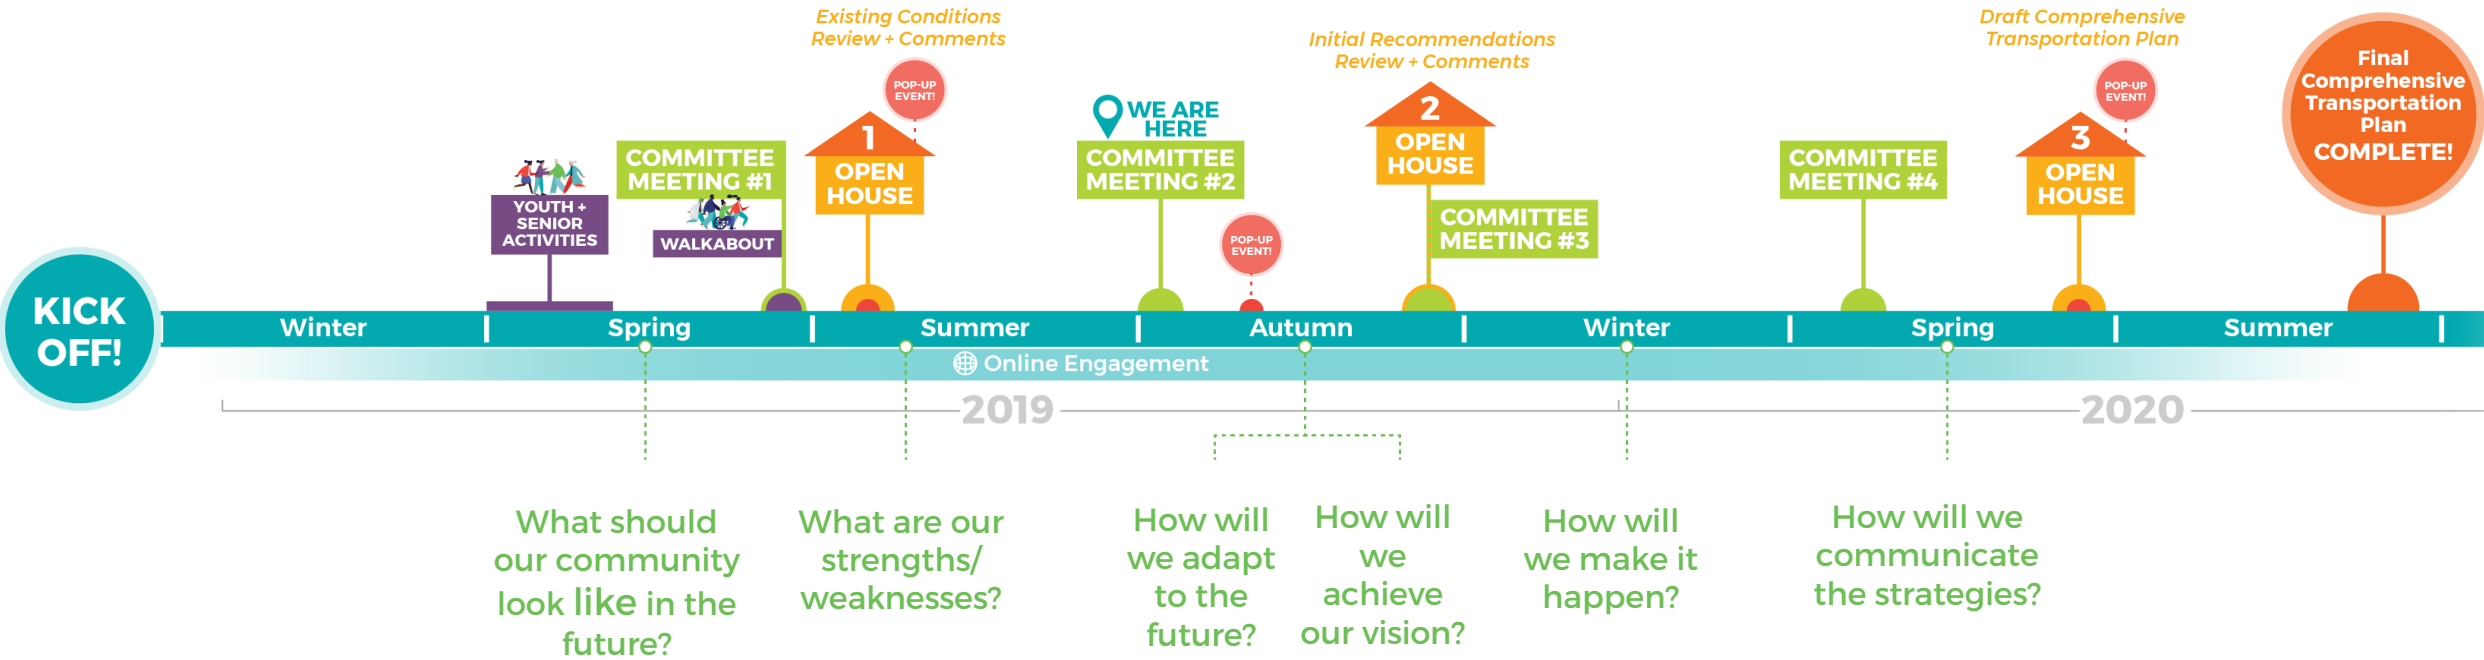 Existing Conditions
Review + Comments
Initial Recommendations
Review + Comments
Draft Comprehensive
Transportation Plan
Final
Comprehensive
Transportation
Plan
COMPLETE!
POP-UP
EVENT!
POP-UP
EVENT!
WE ARE
HERE
1
OPEN
HOUSE
2
OPEN
HOUSE
3
OPEN
HOUSE
COMMITTEE
MEETING #1
COMMITTEE
MEETING #2
COMMITTEE
MEETING #3
COMMITTEE
MEETING #4
YOUTH +
SENIOR
ACTIVITIES
WALKABOUT
POP-UP
EVENT!
KICK
OFF!
Winter
Spring
Summer
Autumn
Winter
Spring
Summer
Online Engagement
2019
2020
What should
our community
look like in the
future?
What are our
strengths/
weaknesses?
How will
we adapt
to the
future?
How will
we
achieve
our vision?
How will
we make it
happen?
How will we
communicate
the strategies?